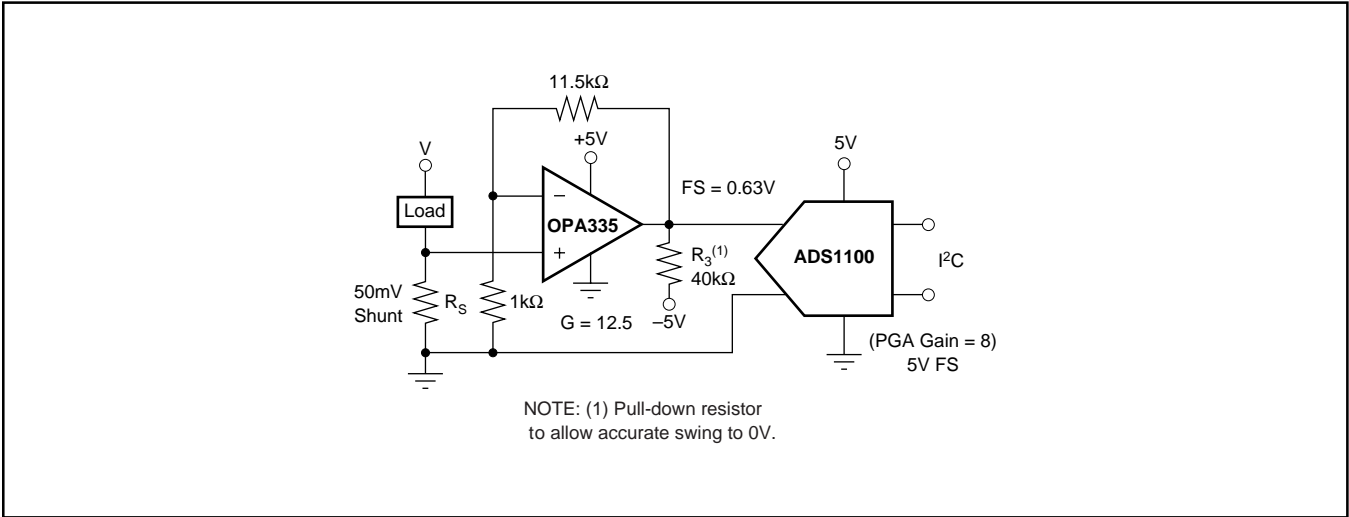 11.5kΩ
+5V
V
Load
−
OPA335
+
FS = 0.63V
5V
ADS1100
I²C
R₃⁽¹⁾
40kΩ
–5V
50mV
Shunt
R_S
1kΩ
G = 12.5
(PGA Gain = 8)
5V FS
NOTE: (1) Pull-down resistor
to allow accurate swing to 0V.